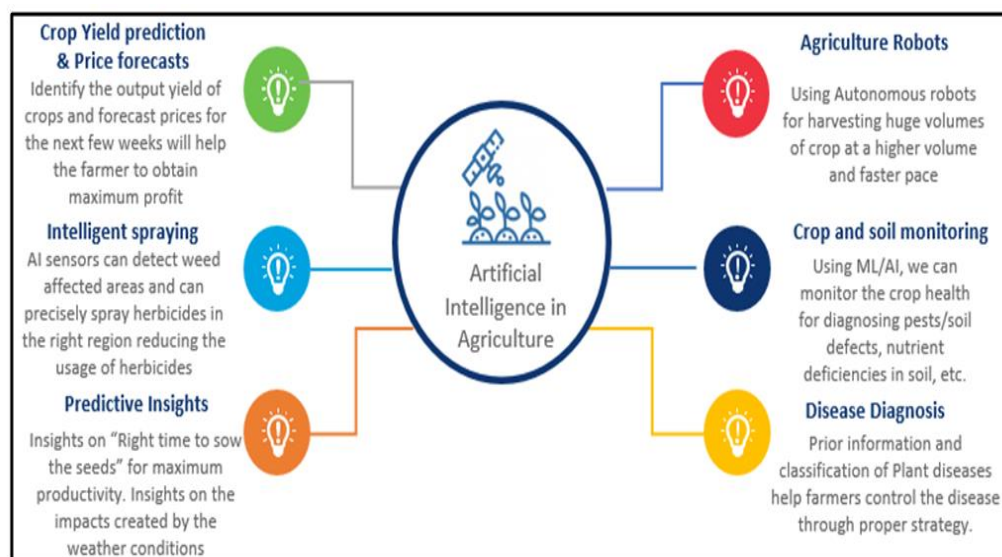 Crop Yield prediction
& Price forecasts
Identify the output yield of
crops and forecast prices for
the next few weeks will help
the farmer to obtain
maximum profit
Intelligent spraying
AI sensors can detect weed
affected areas and can
precisely spray herbicides in
the right region reducing the
usage of herbicides
Predictive Insights
Insights on “Right time to sow
the seeds” for maximum
productivity. Insights on the
impacts created by the
weather conditions
Artificial
Intelligence in
Agriculture
Agriculture Robots
Using Autonomous robots
for harvesting huge volumes
of crop at a higher volume
and faster pace
Crop and soil monitoring
Using ML/AI, we can
monitor the crop health
for diagnosing pests/soil
defects, nutrient
deficiencies in soil, etc.
Disease Diagnosis
Prior information and
classification of Plant diseases
help farmers control the disease
through proper strategy.